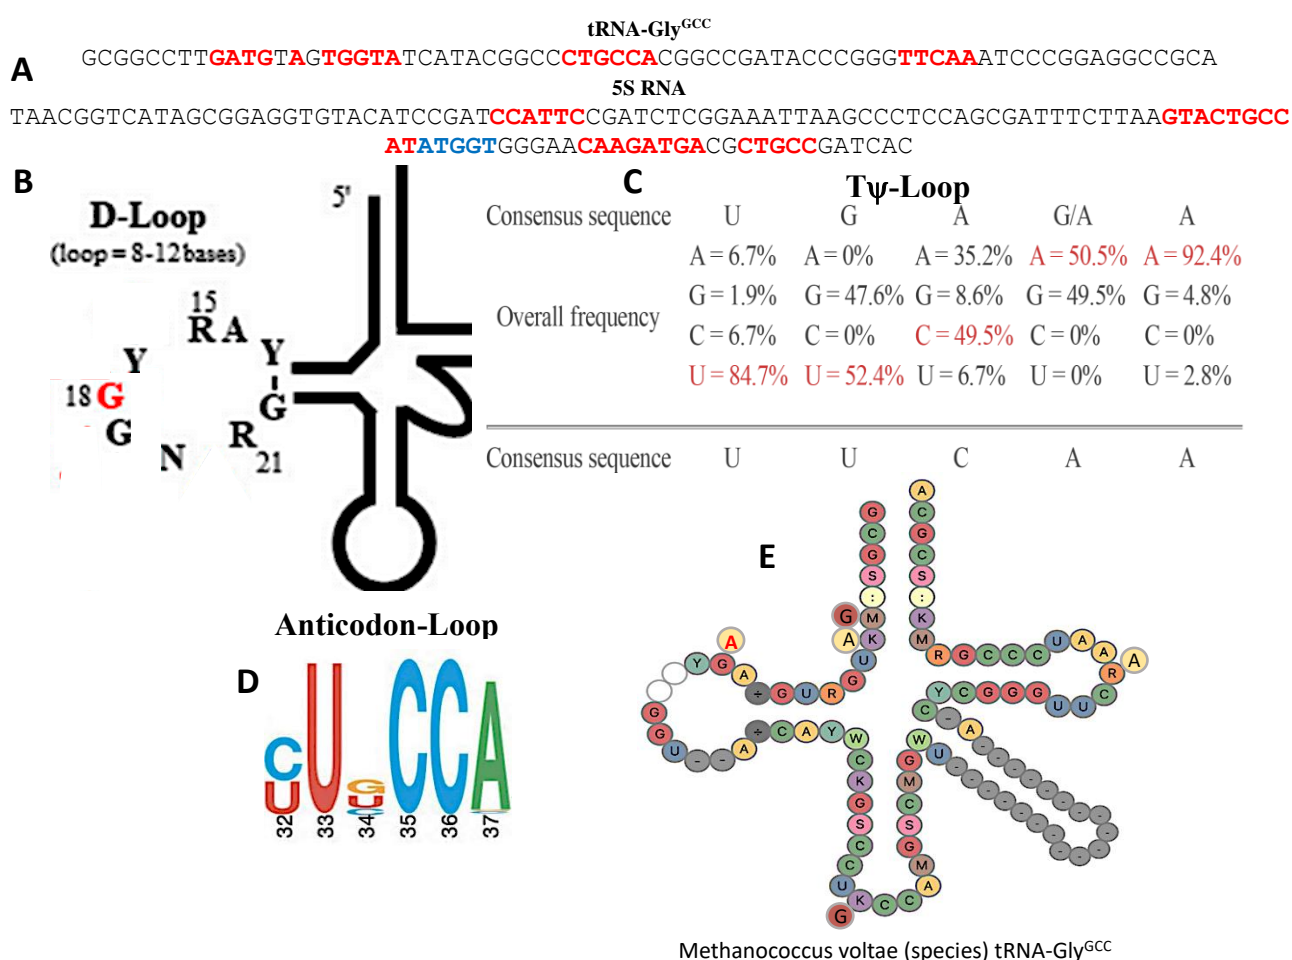 tRNA-Gly^GCC
GCGGCCTTGATGTAGTGGTATCATACGGCCCTGCCACGGCCGATACCCGGGTTCAAATCCCGGAGGCCGCA
A
5S RNA
TAACGGTCATAGCGGAGGTGTACATCCGATCCATTCCGATCTCGGAAATTAAGCCCTCCAGCGATTTCTTAAGTACTGCC
ATATGGTGGGAACAAGATGACGCTGCCGATCAC
B
D-Loop
(loop = 8-12 bases)
5'
15
R A
Y
Y
18 G
G
G
N
R
21
C
Tψ-Loop
Consensus sequence U G A G/A A
A = 6.7% A = 0% A = 35.2% A = 50.5% A = 92.4%
G = 1.9% G = 47.6% G = 8.6% G = 49.5% G = 4.8%
Overall frequency
C = 6.7% C = 0% C = 49.5% C = 0% C = 0%
U = 84.7% U = 52.4% U = 6.7% U = 0% U = 2.8%
Consensus sequence U U C A A
Anticodon-Loop
D
C U G C C A
U U
C
32 33 34 35 36 37
E
A
G C
C G
G C
S S
: :
G M K
A K M
U R G C C C U A A A
A Y G A ÷ G U R G
R
Y C G G G U U C
G G U - - A ÷ C A Y W
C - A
W U
C K G S C C U K C C A M G S C M G
G
Methanococcus voltae (species) tRNA-Gly^GCC